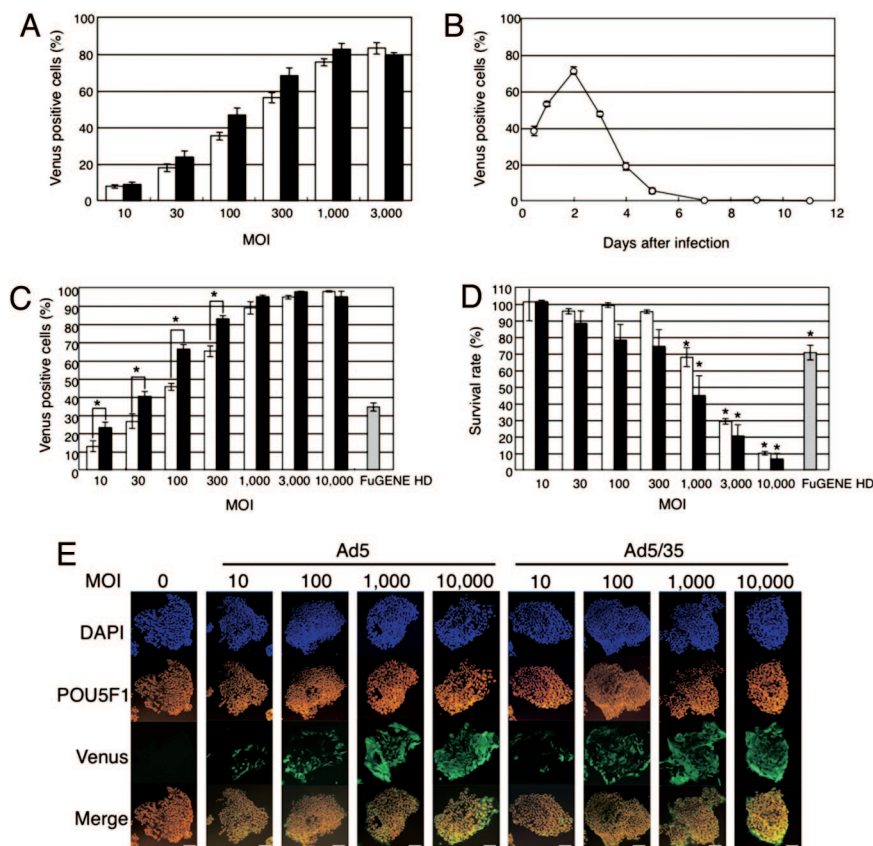 A
Venus positive cells (%)
100
80
60
40
20
0
10 30 100 300 1,000 3,000
MOI
B
Venus positive cells (%)
100
80
60
40
20
0
0 2 4 6 8 10 12
Days after infection
C
Venus positive cells (%)
100
90
80
70
60
50
40
30
20
10
0
* * * *
10 30 100 300 1,000 3,000 10,000 FuGENE HD
MOI
D
Survival rate (%)
110
100
90
80
70
60
50
40
30
20
10
0
* * * * * * *
10 30 100 300 1,000 3,000 10,000 FuGENE HD
MOI
E
Ad5 Ad5/35
MOI 0 10 100 1,000 10,000 10 100 1,000 10,000
DAPI
POU5F1
Venus
Merge